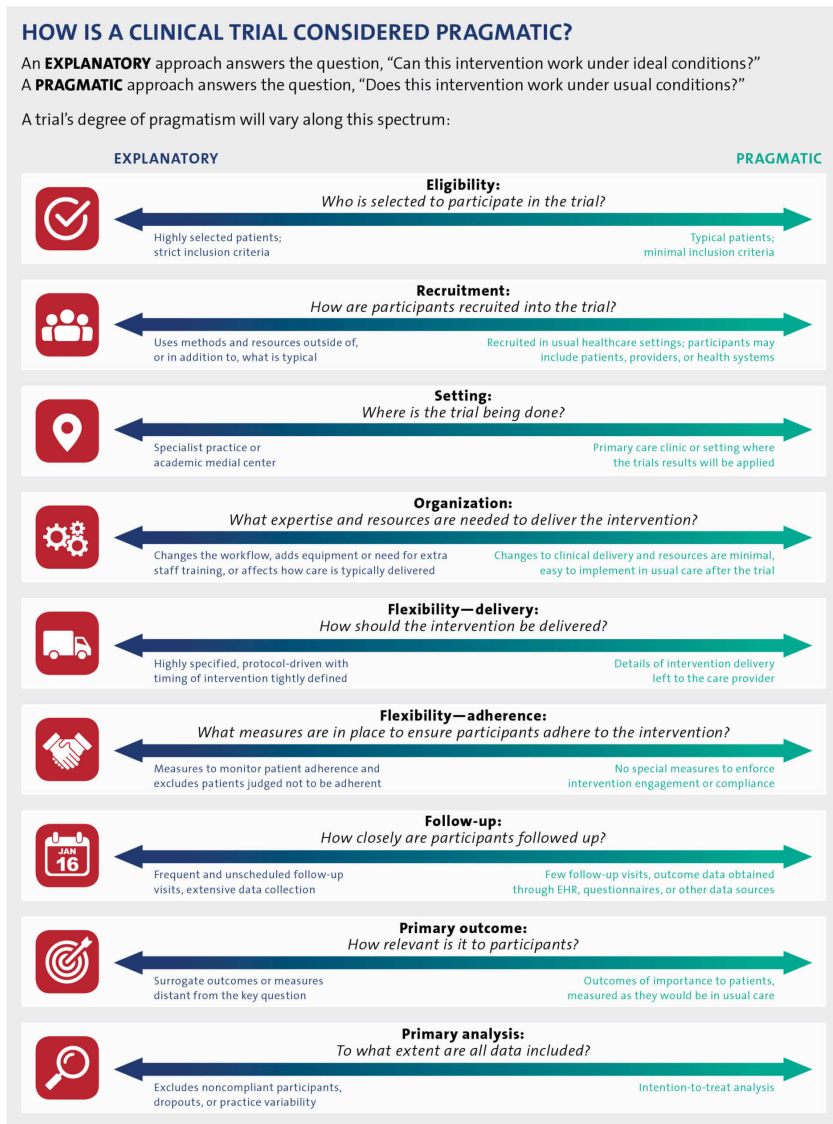 HOW IS A CLINICAL TRIAL CONSIDERED PRAGMATIC?
An EXPLANATORY approach answers the question, “Can this intervention work under ideal conditions?”
A PRAGMATIC approach answers the question, “Does this intervention work under usual conditions?”
A trial’s degree of pragmatism will vary along this spectrum:
EXPLANATORY
PRAGMATIC
Eligibility:
Who is selected to participate in the trial?
Highly selected patients;
strict inclusion criteria
Typical patients;
minimal inclusion criteria
Recruitment:
How are participants recruited into the trial?
Uses methods and resources outside of,
or in addition to, what is typical
Recruited in usual healthcare settings; participants may
include patients, providers, or health systems
Setting:
Where is the trial being done?
Specialist practice or
academic medial center
Primary care clinic or setting where
the trials results will be applied
Organization:
What expertise and resources are needed to deliver the intervention?
Changes the workflow, adds equipment or need for extra
staff training, or affects how care is typically delivered
Changes to clinical delivery and resources are minimal,
easy to implement in usual care after the trial
Flexibility—delivery:
How should the intervention be delivered?
Highly specified, protocol-driven with
timing of intervention tightly defined
Details of intervention delivery
left to the care provider
Flexibility—adherence:
What measures are in place to ensure participants adhere to the intervention?
Measures to monitor patient adherence and
excludes patients judged not to be adherent
No special measures to enforce
intervention engagement or compliance
JAN
16
Follow-up:
How closely are participants followed up?
Frequent and unscheduled follow-up
visits, extensive data collection
Few follow-up visits, outcome data obtained
through EHR, questionnaires, or other data sources
Primary outcome:
How relevant is it to participants?
Surrogate outcomes or measures
distant from the key question
Outcomes of importance to patients,
measured as they would be in usual care
Primary analysis:
To what extent are all data included?
Excludes noncompliant participants,
dropouts, or practice variability
Intention-to-treat analysis